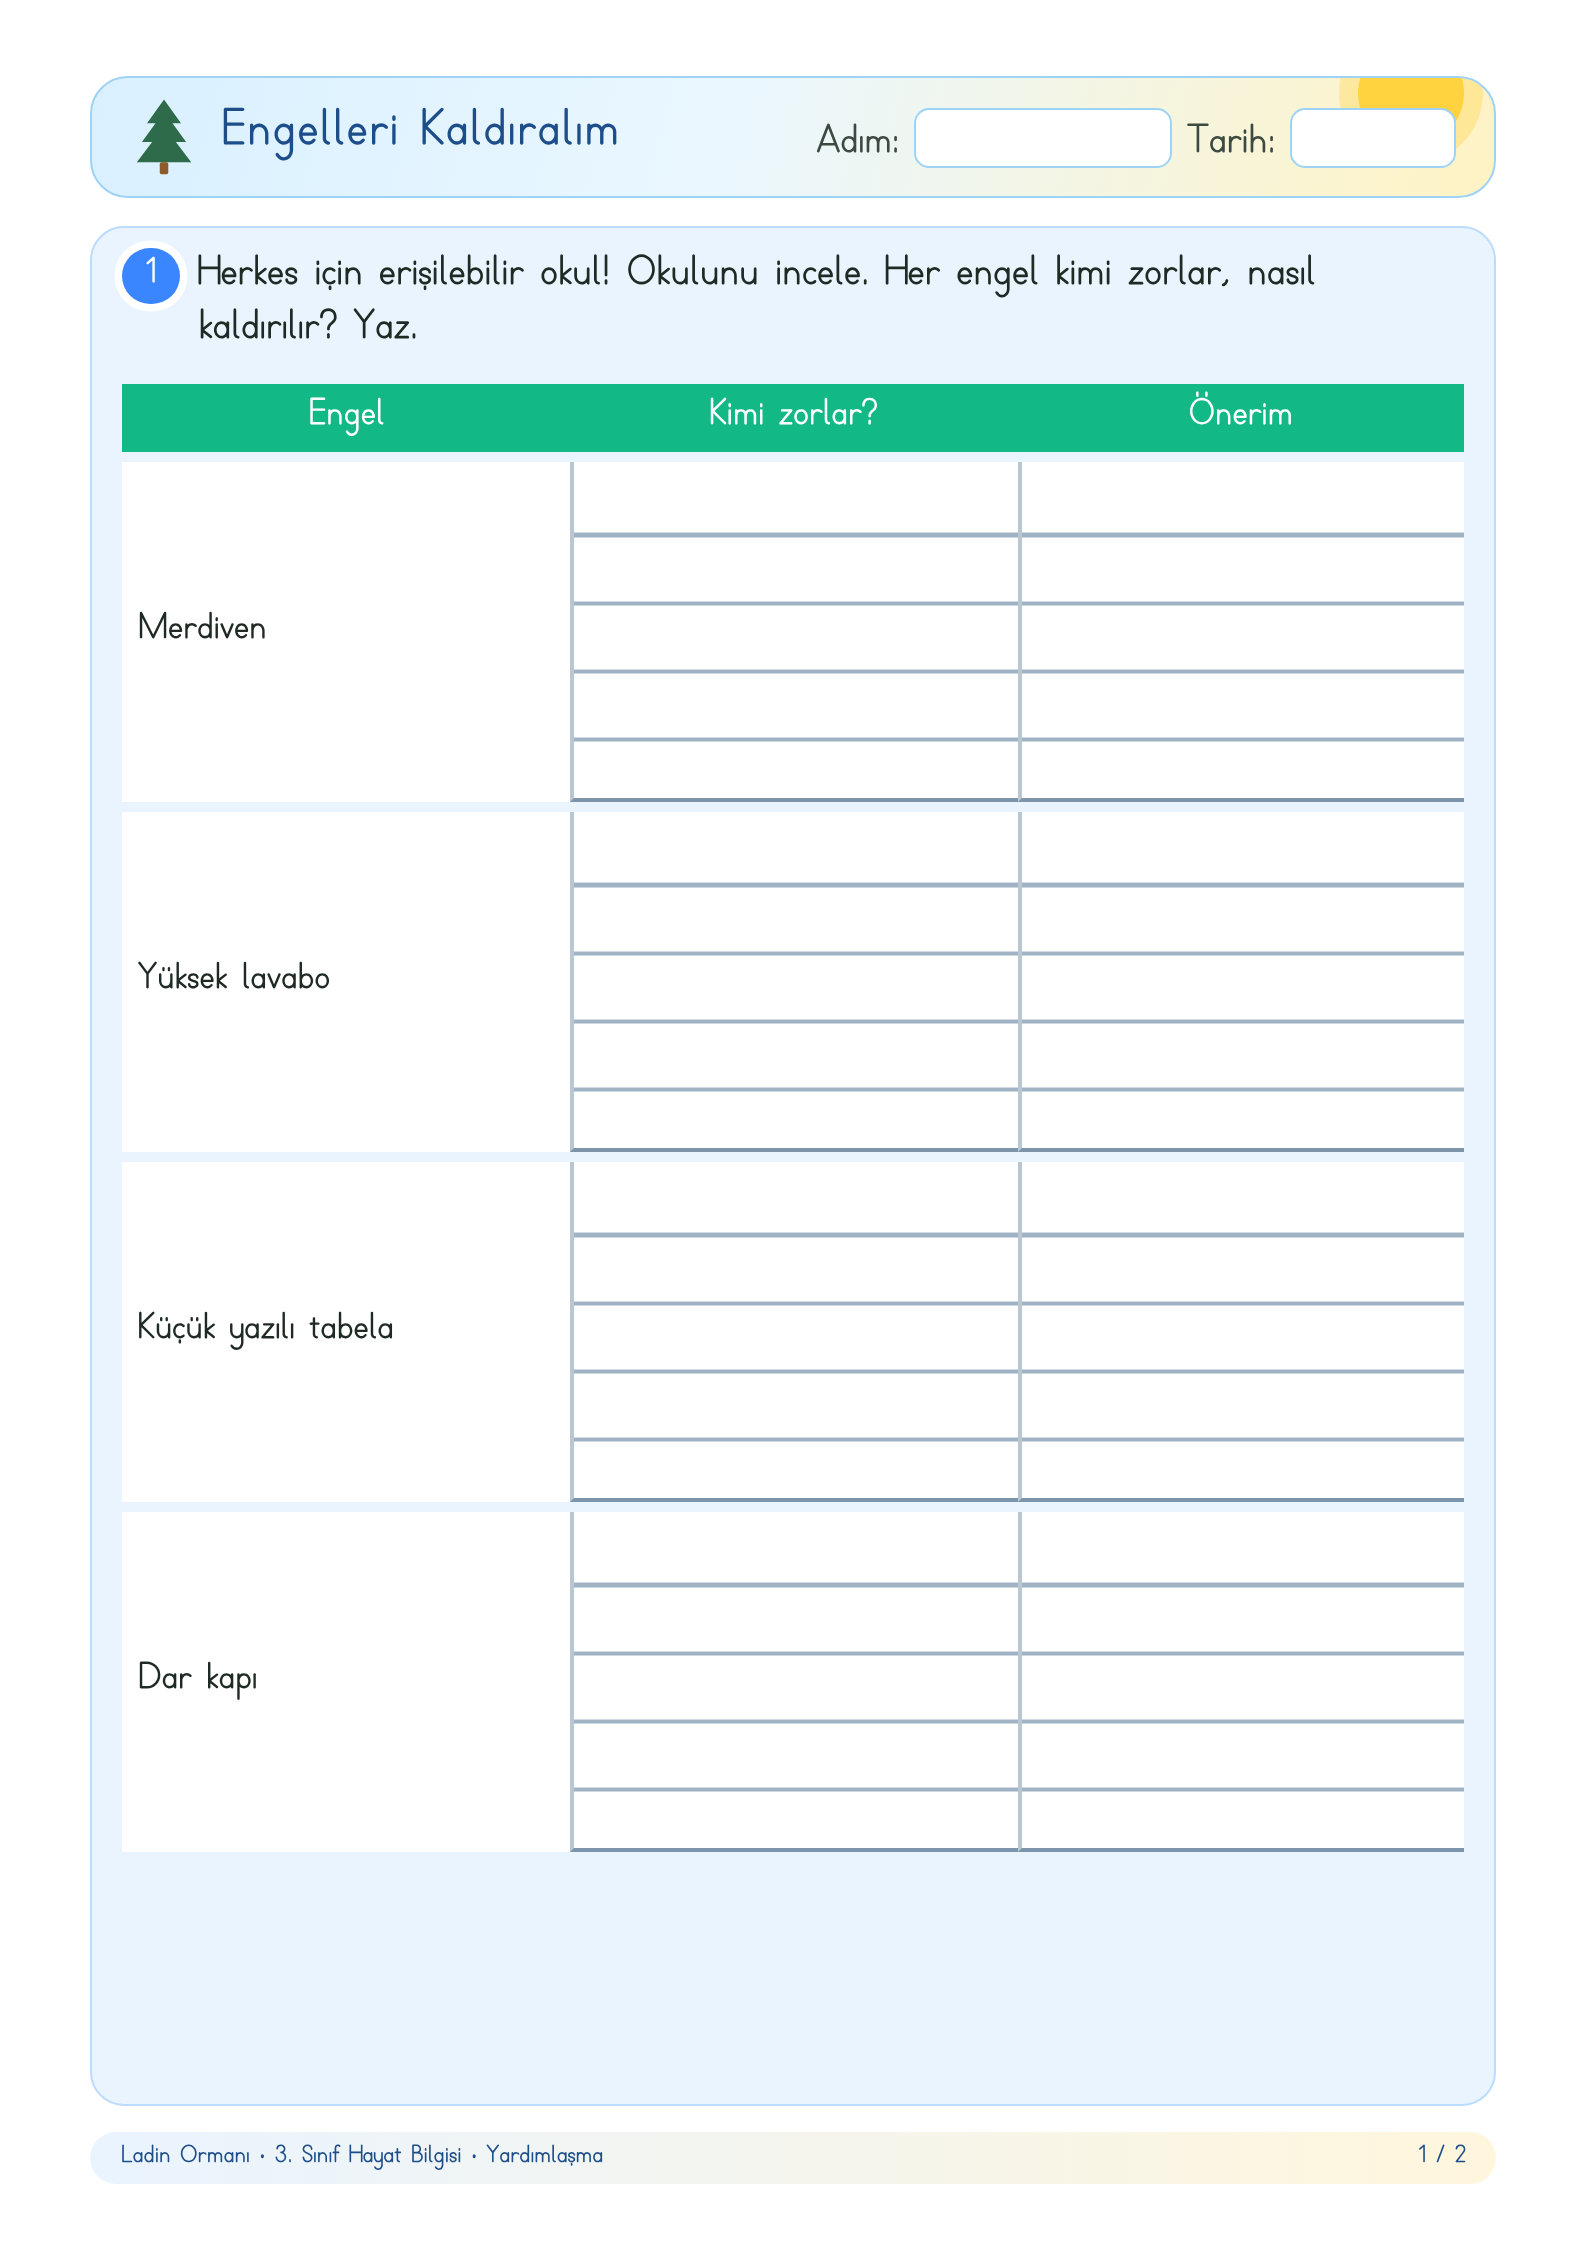 Engelleri Kaldıralım
Adım:
Tarih:
1
Herkes için erişilebilir okul! Okulunu incele. Her engel kimi zorlar, nasıl
kaldırılır? Yaz.
Engel
Kimi zorlar?
Önerim
Merdiven
Yüksek lavabo
Küçük yazılı tabela
Dar kapı
Ladin Ormanı • 3. Sınıf Hayat Bilgisi • Yardımlaşma
1 / 2